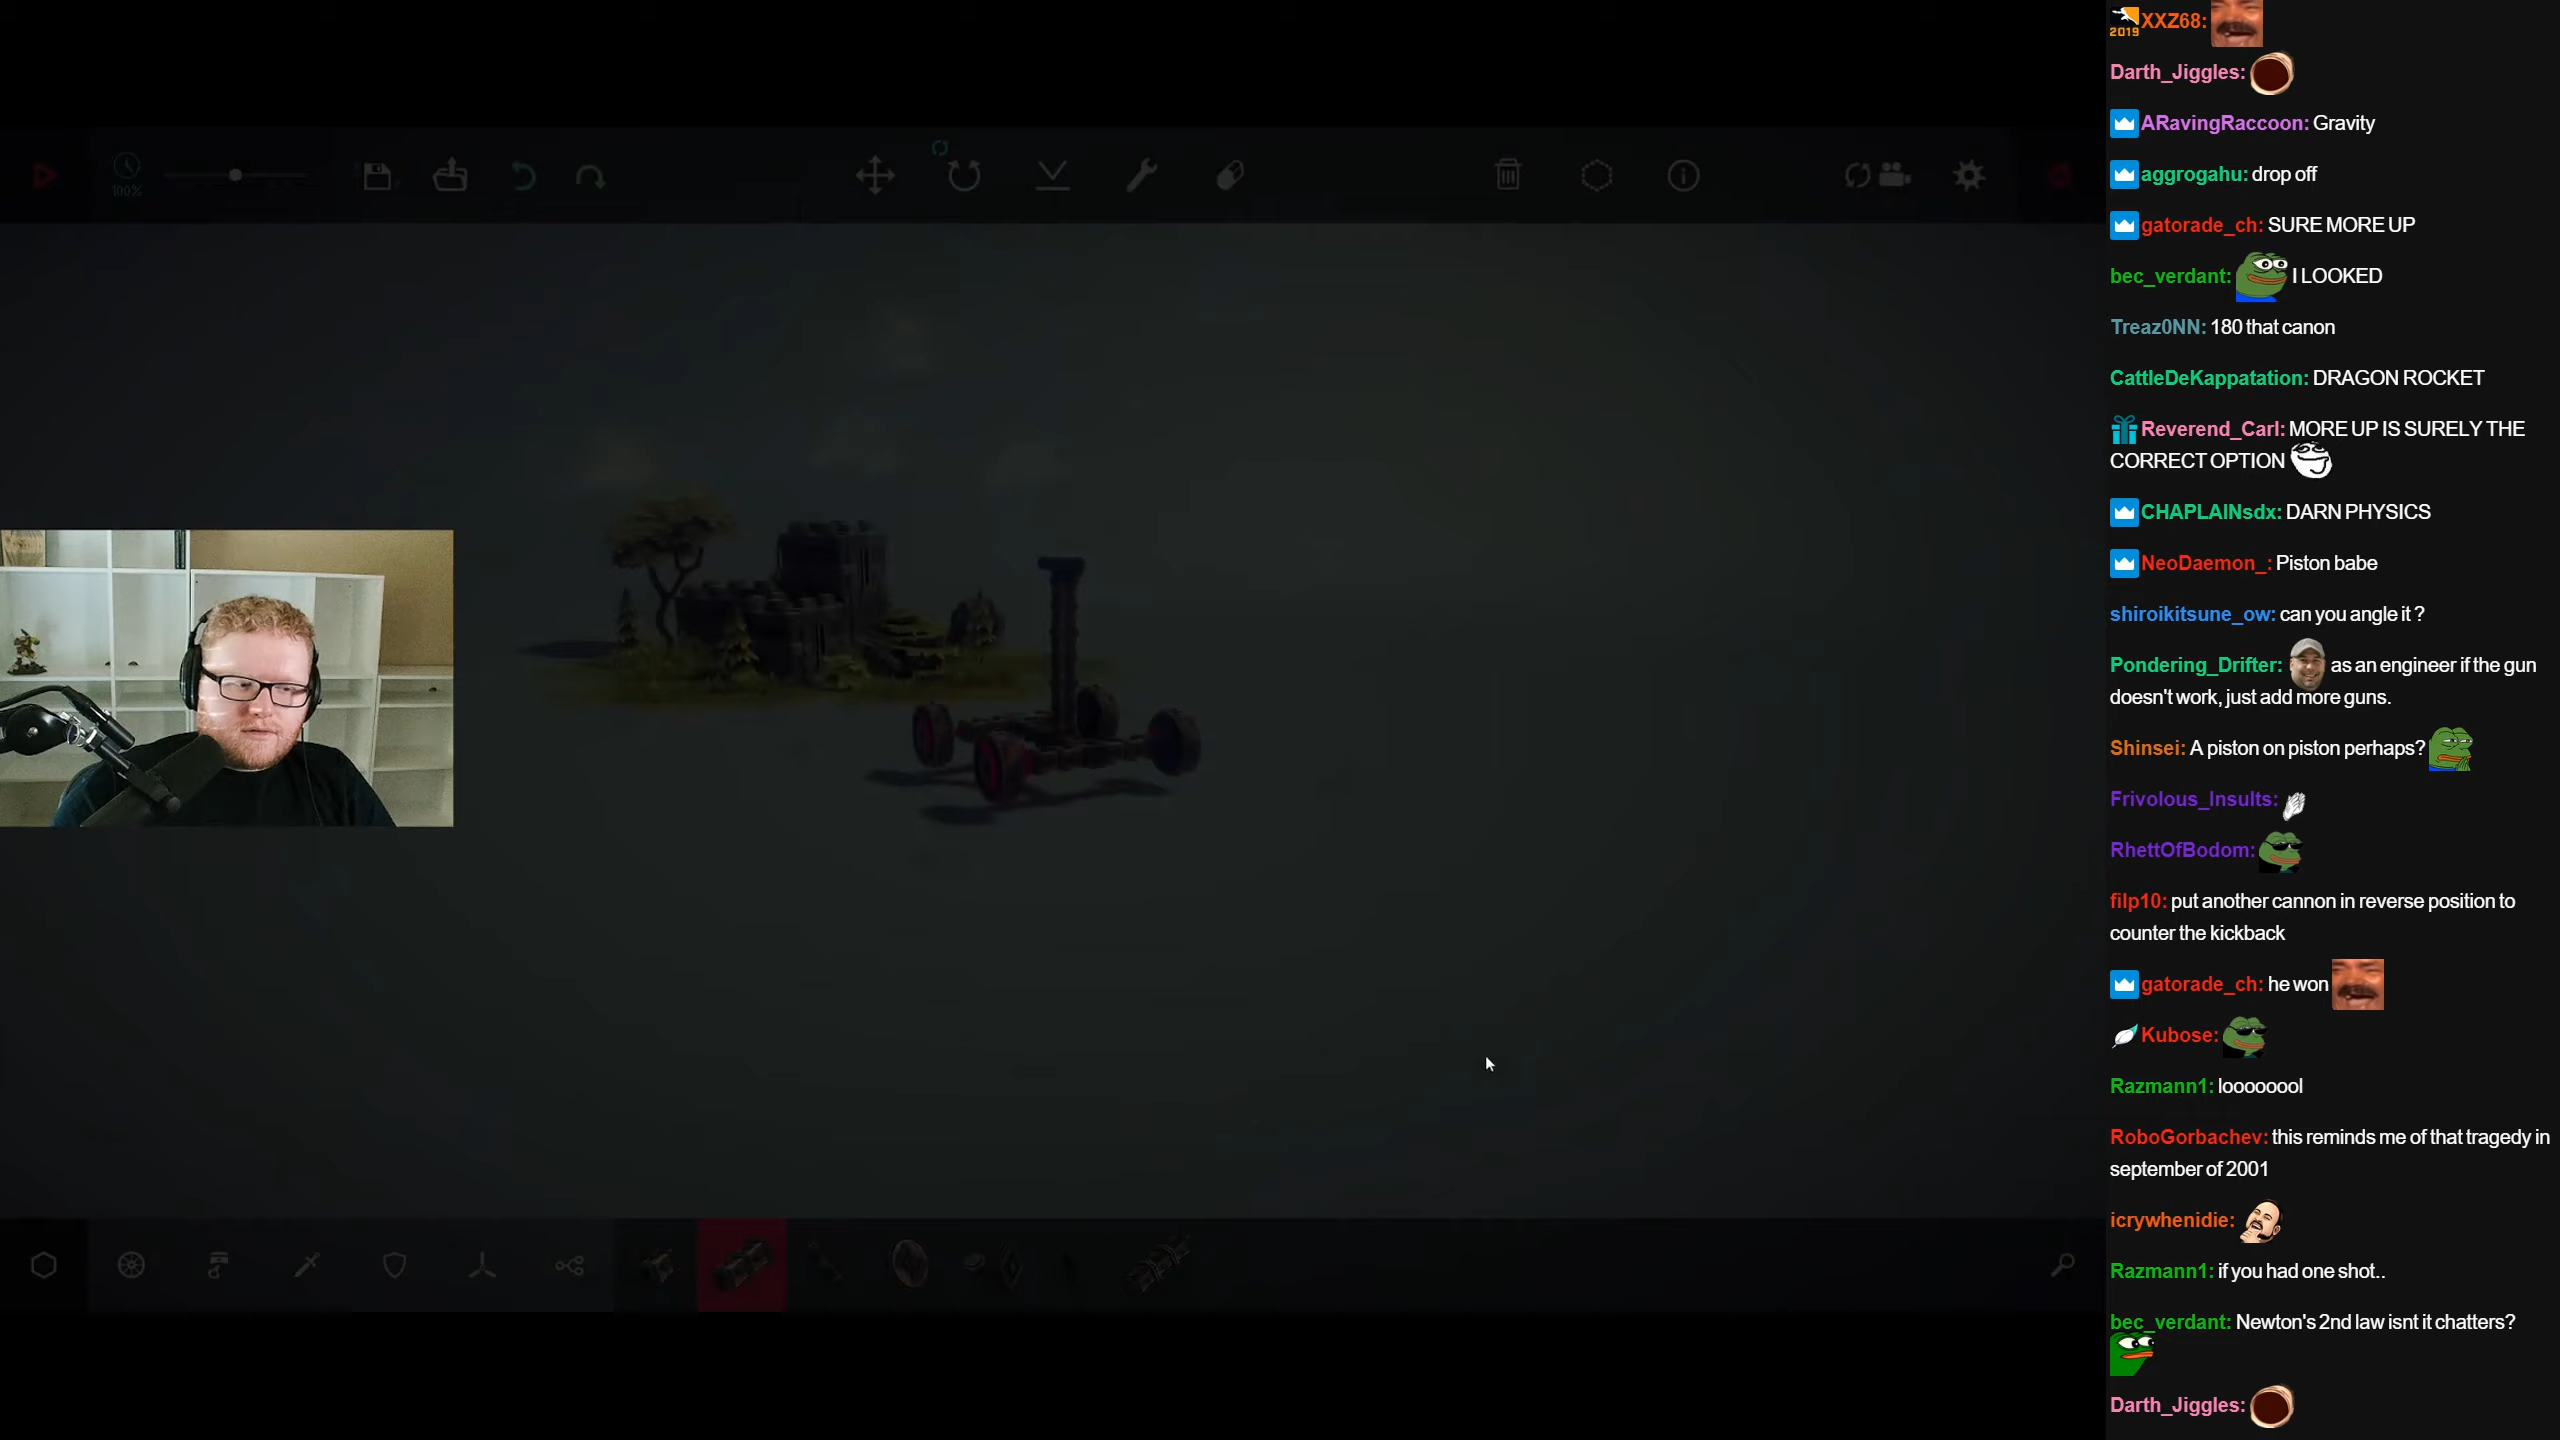 100%
2019 XXZ68:
Darth_Jiggles:
ARavingRaccoon: Gravity
aggrogahu: drop off
gatorade_ch: SURE MORE UP
bec_verdant: I LOOKED
Treaz0NN: 180 that canon
CattleDeKappatation: DRAGON ROCKET
Reverend_Carl: MORE UP IS SURELY THE
CORRECT OPTION
CHAPLAINsdx: DARN PHYSICS
NeoDaemon_: Piston babe
shiroikitsune_ow: can you angle it ?
Pondering_Drifter: as an engineer if the gun
doesn't work, just add more guns.
Shinsei: A piston on piston perhaps?
Frivolous_Insults:
RhettOfBodom:
filp10: put another cannon in reverse position to
counter the kickback
gatorade_ch: he won
Kubose:
Razmann1: loooooool
RoboGorbachev: this reminds me of that tragedy in
september of 2001
icrywhenidie:
Razmann1: if you had one shot..
bec_verdant: Newton's 2nd law isnt it chatters?
Darth_Jiggles: